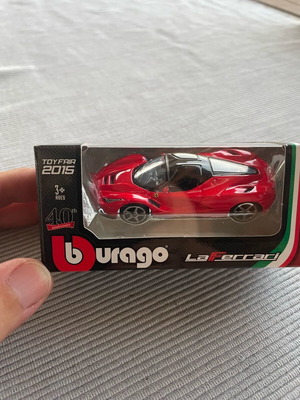 TOY FAIR
2015
3+
AGES
40th
burago
LaFerrari